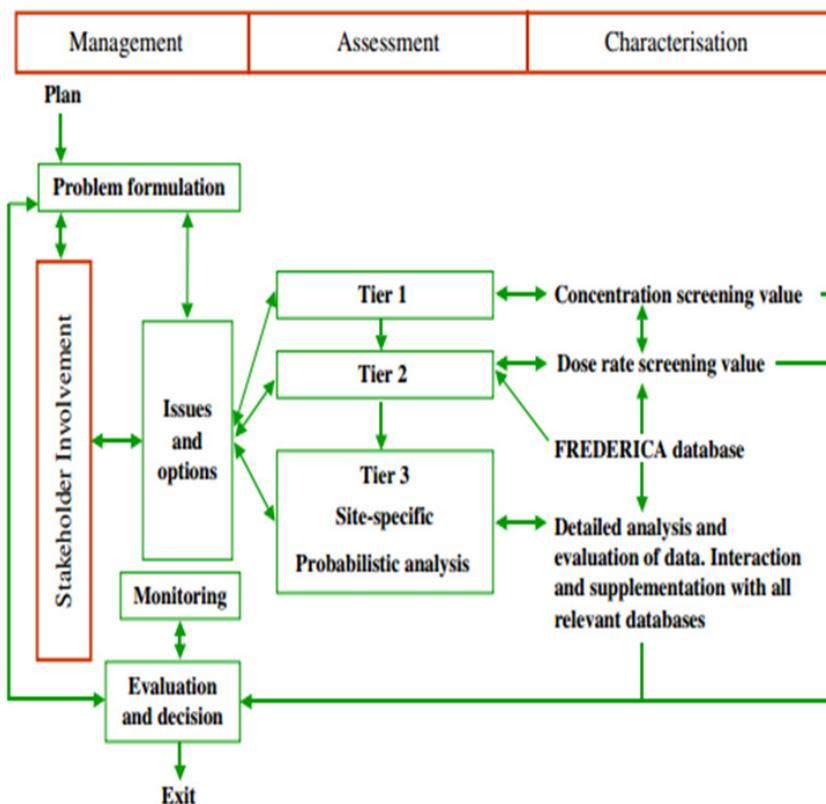 Management
Assessment
Characterisation
Plan
Problem formulation
Stakeholder Involvement
Issues
and
options
Monitoring
Evaluation
and decision
Exit
Tier 1
Tier 2
Tier 3
Site-specific
Probabilistic analysis
Concentration screening value
Dose rate screening value
FREDERICA database
Detailed analysis and
evaluation of data. Interaction
and supplementation with all
relevant databases